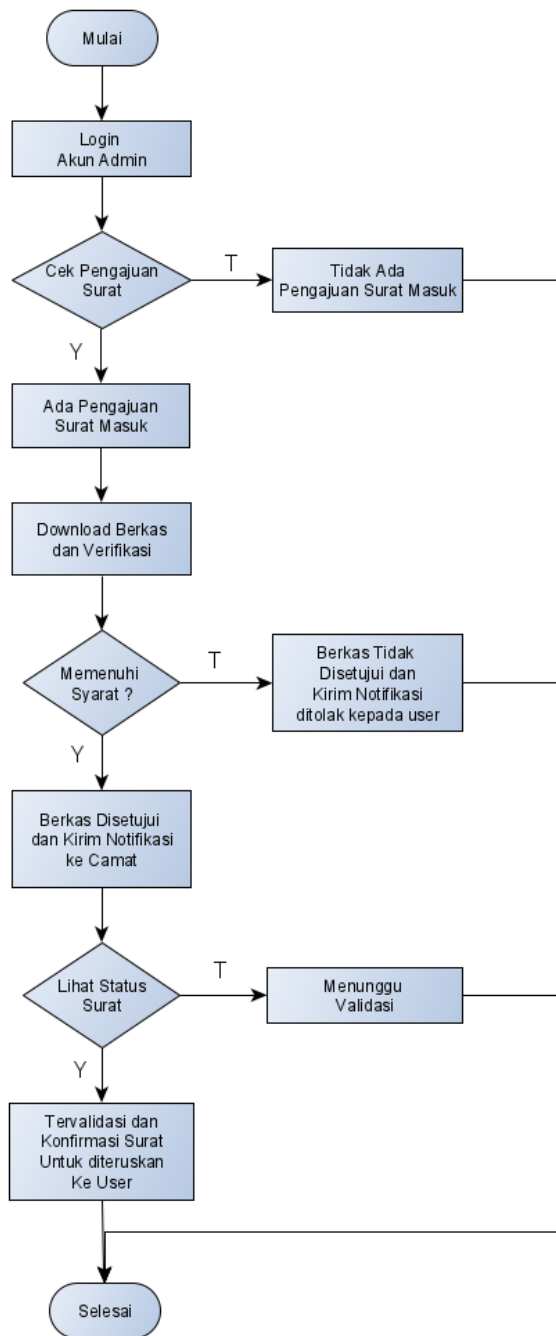 Mulai
Login
Akun Admin
Cek Pengajuan
Surat
T
Tidak Ada
Pengajuan Surat Masuk
Y
Ada Pengajuan
Surat Masuk
Download Berkas
dan Verifikasi
Memenuhi
Syarat ?
T
Berkas Tidak
Disetujui dan
Kirim Notifikasi
ditolak kepada user
Y
Berkas Disetujui
dan Kirim Notifikasi
ke Camat
Lihat Status
Surat
T
Menunggu
Validasi
Y
Tervalidasi dan
Konfirmasi Surat
Untuk diteruskan
Ke User
Selesai